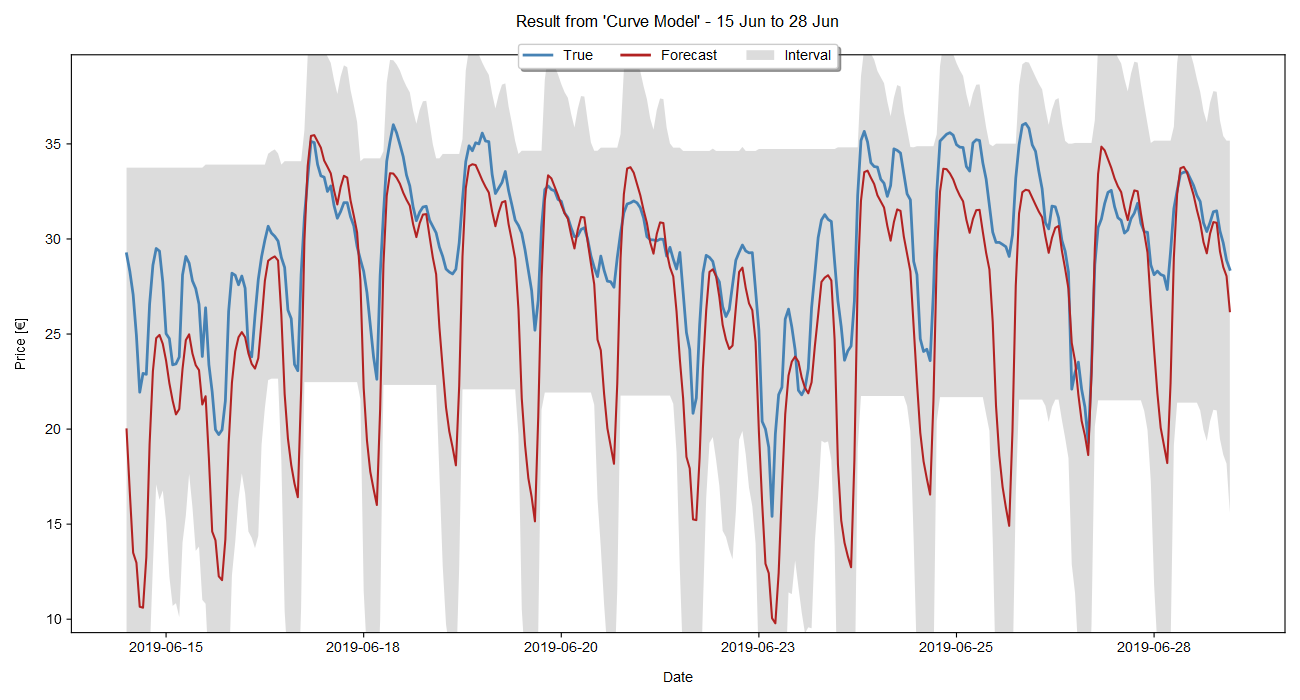 Result from 'Curve Model' - 15 Jun to 28 Jun
True Forecast Interval
35
30
25
20
15
10
Price [€]
2019-06-15 2019-06-18 2019-06-20 2019-06-23 2019-06-25 2019-06-28
Date